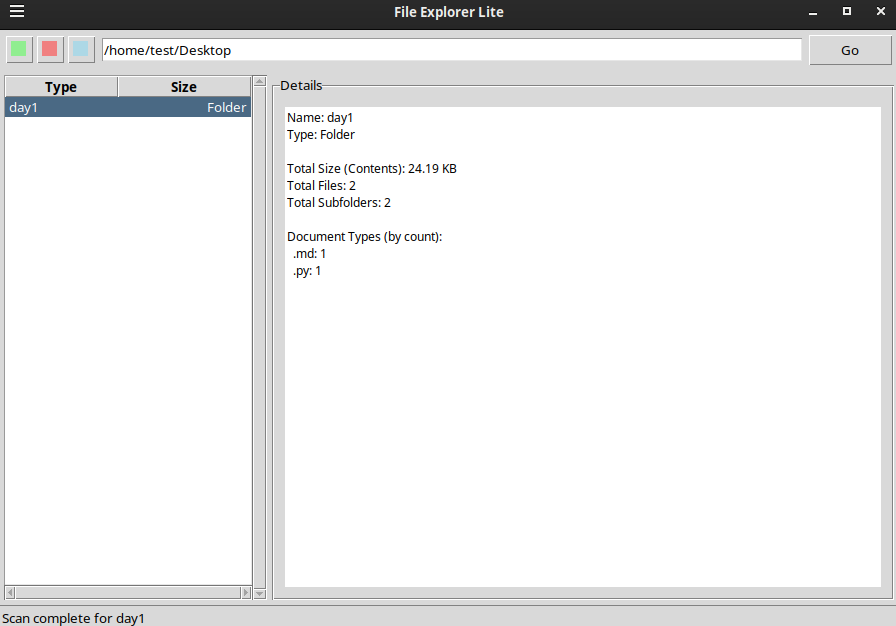 File Explorer Lite
/home/test/Desktop
Go
Type Size
day1 Folder
Details
Name: day1
Type: Folder
Total Size (Contents): 24.19 KB
Total Files: 2
Total Subfolders: 2
Document Types (by count):
.md: 1
.py: 1
Scan complete for day1